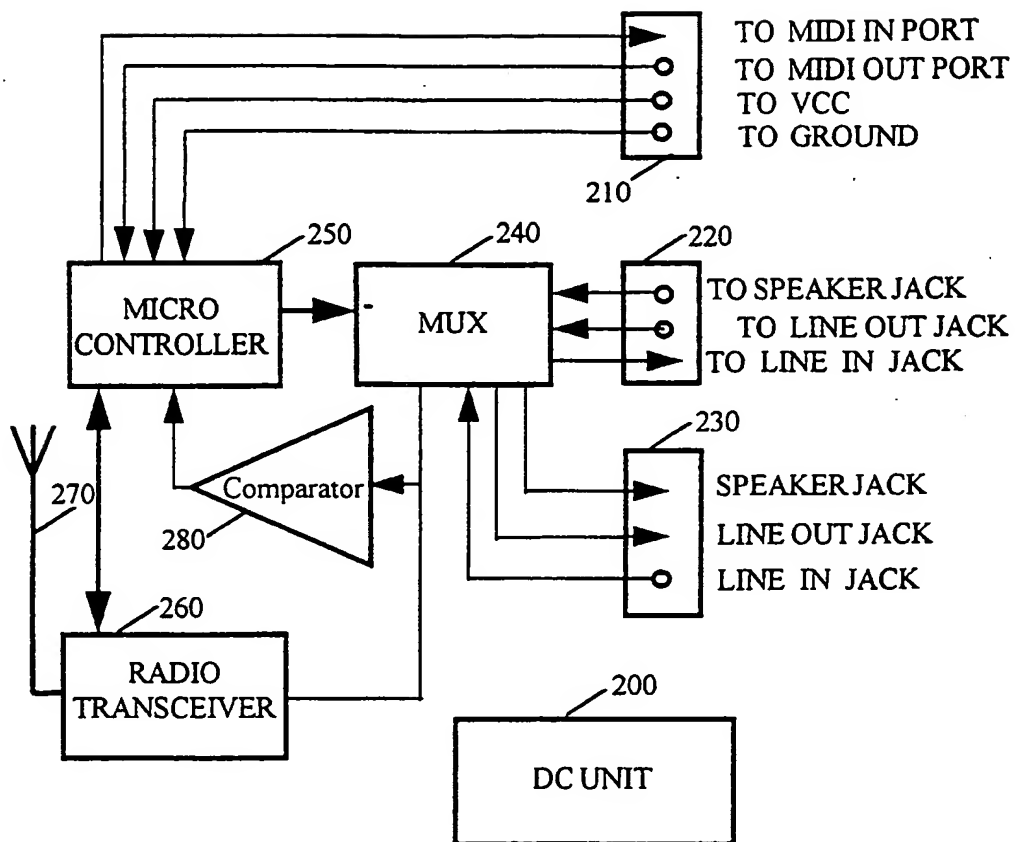 TO MIDI IN PORT
TO MIDI OUT PORT
TO VCC
TO GROUND
210
250
240
220
MICRO
CONTROLLER
MUX
TO SPEAKER JACK
TO LINE OUT JACK
TO LINE IN JACK
230
270
Comparator
280
SPEAKER JACK
LINE OUT JACK
LINE IN JACK
260
RADIO
TRANSCEIVER
200
DC UNIT